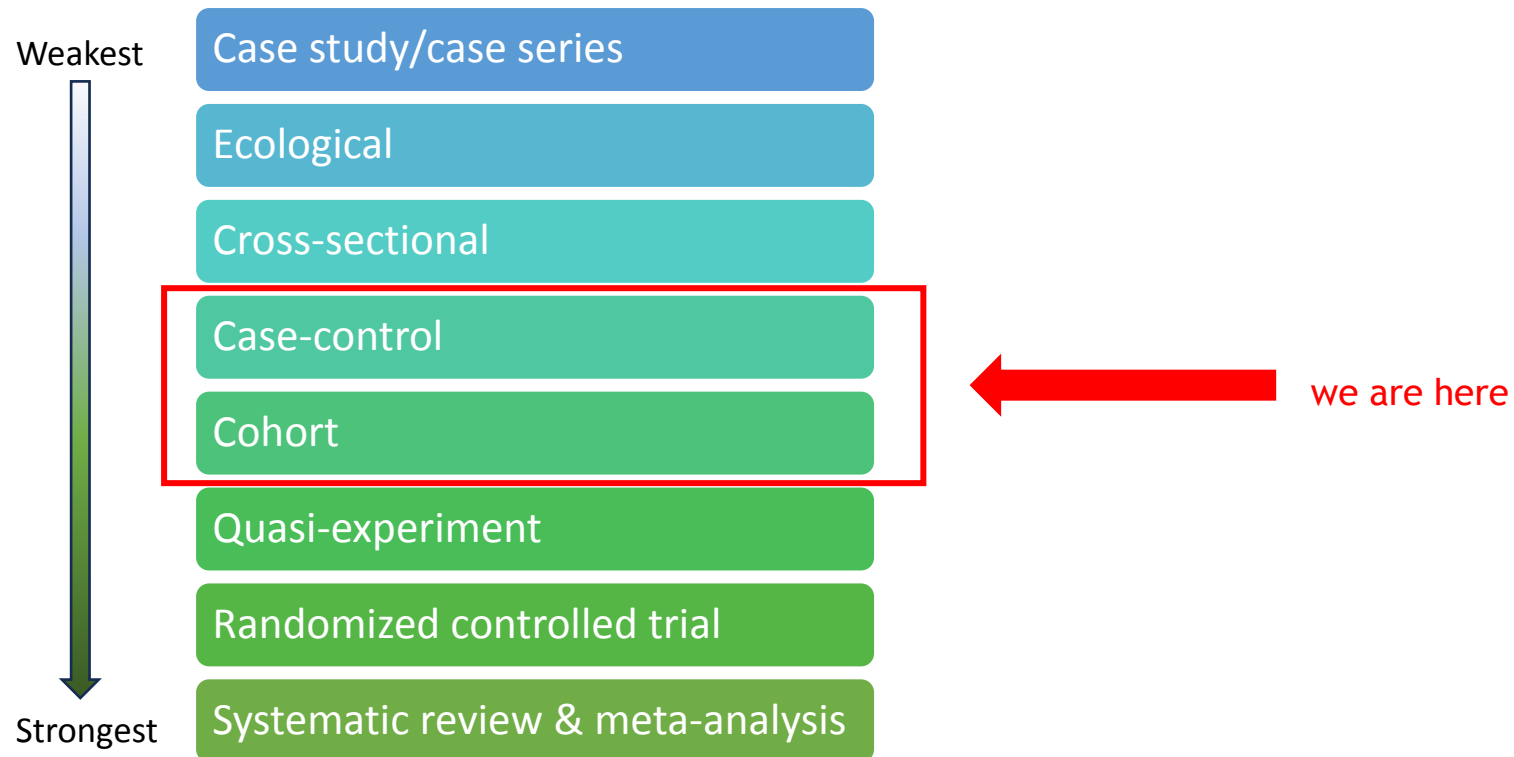 Weakest
Case study/case series
Ecological
Cross-sectional
Case-control
we are here
Cohort
Quasi-experiment
Randomized controlled trial
Systematic review & meta-analysis
Strongest